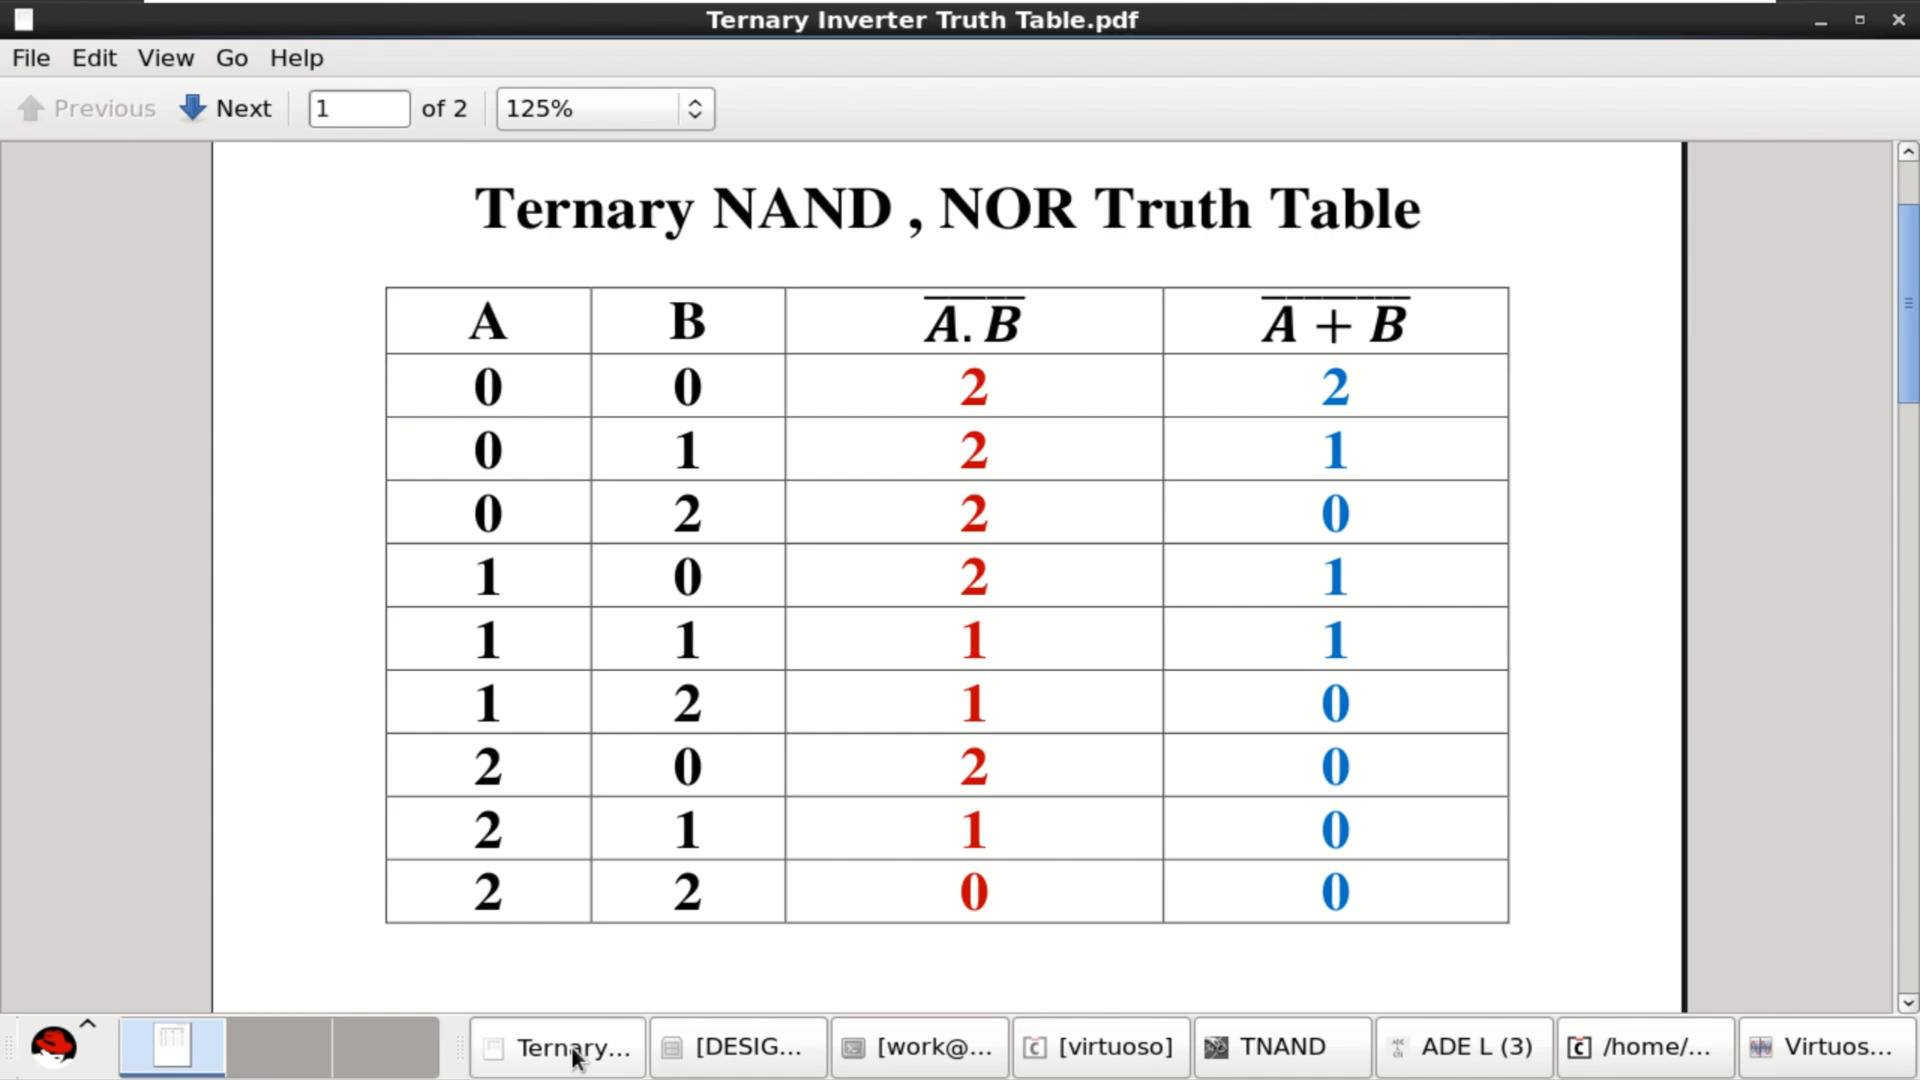 Ternary Inverter Truth Table.pdf
File Edit View Go Help
Previous Next 1 of 2 125%
Ternary NAND , NOR Truth Table
A B A. B A + B
0 0 2 2
0 1 2 1
0 2 2 0
1 0 2 1
1 1 1 1
1 2 1 0
2 0 2 0
2 1 1 0
2 2 0 0
Ternary... [DESIG... [work@... [virtuoso] TNAND ADE L (3) /home/... Virtuos...